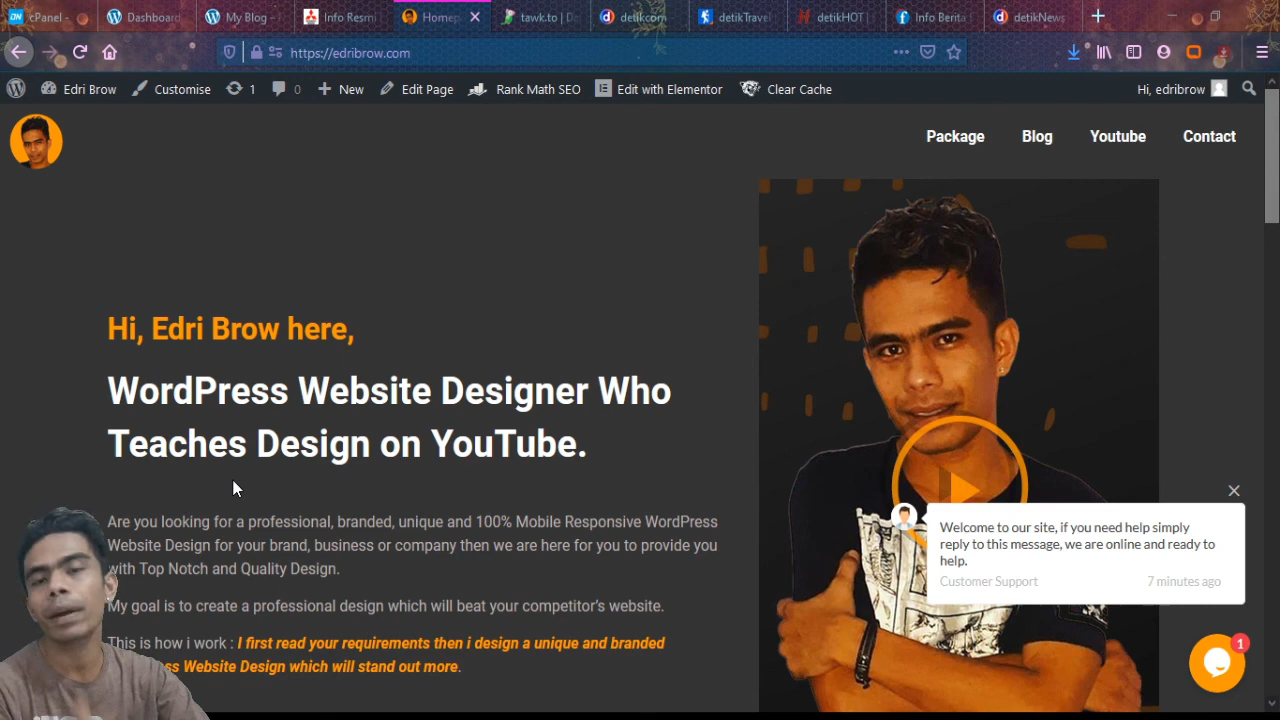 cPanel -
Dashboard
My Blog -
Info Resmi
Homep
tawk.to | Da
detikcom
detikTravel
detikHOT |
Info Berita
detikNews
https://edribrow.com
Edri Brow
Customise
1
0
New
Edit Page
Rank Math SEO
Edit with Elementor
Clear Cache
Hi, edribrow
Package
Blog
Youtube
Contact
Hi, Edri Brow here,
WordPress Website Designer Who
Teaches Design on YouTube.
Are you looking for a professional, branded, unique and 100% Mobile Responsive WordPress
Website Design for your brand, business or company then we are here for you to provide you
with Top Notch and Quality Design.
My goal is to create a professional design which will beat your competitor's website.
This is how i work : I first read your requirements then i design a unique and branded
ss Website Design which will stand out more.
Welcome to our site, if you need help simply
reply to this message, we are online and ready to
help.
Customer Support
7 minutes ago
1